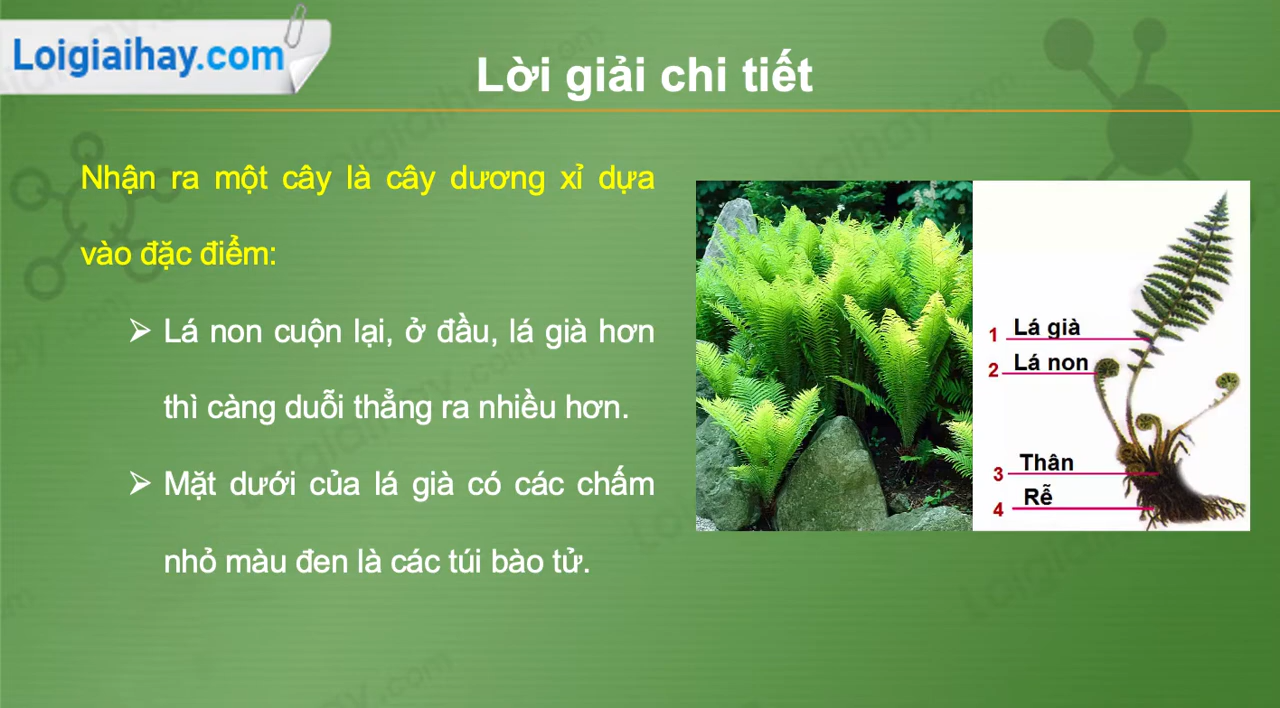 Loigiaihay.com
Lời giải chi tiết
Nhận ra một cây là cây dương xỉ dựa
vào đặc điểm:
➢ Lá non cuộn lại, ở đầu, lá già hơn
thì càng duỗi thẳng ra nhiều hơn.
➢ Mặt dưới của lá già có các chấm
nhỏ màu đen là các túi bào tử.
1 Lá già
2 Lá non
3 Thân
4 Rễ